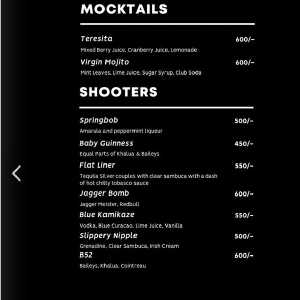 MOCKTAILS
Teresita 600/-
Mixed Berry Juice, Cranberry Juice, Lemonade
Virgin Mojito 600/-
Mint Leaves, Lime Juice, Sugar Syrup, Club Soda
SHOOTERS
Springbob 500/-
Amarula and peppermint liqueur
Baby Guinness 450/-
Equal Parts of Khalua & Baileys
Flat Liner 550/-
Tequila Silver couples with clear sambuca with a dash
of hot chilly tobasco sauce
Jagger Bomb 600/-
Jagger Meister, Redbull
Blue Kamikaze 550/-
Vodka, Blue Curacao, Lime Juice, Vanilla
Slippery Nipple 500/-
Grenadine, Clear Sambuca, Irish Cream
B52 600/-
Baileys, Khalua, Cointreau